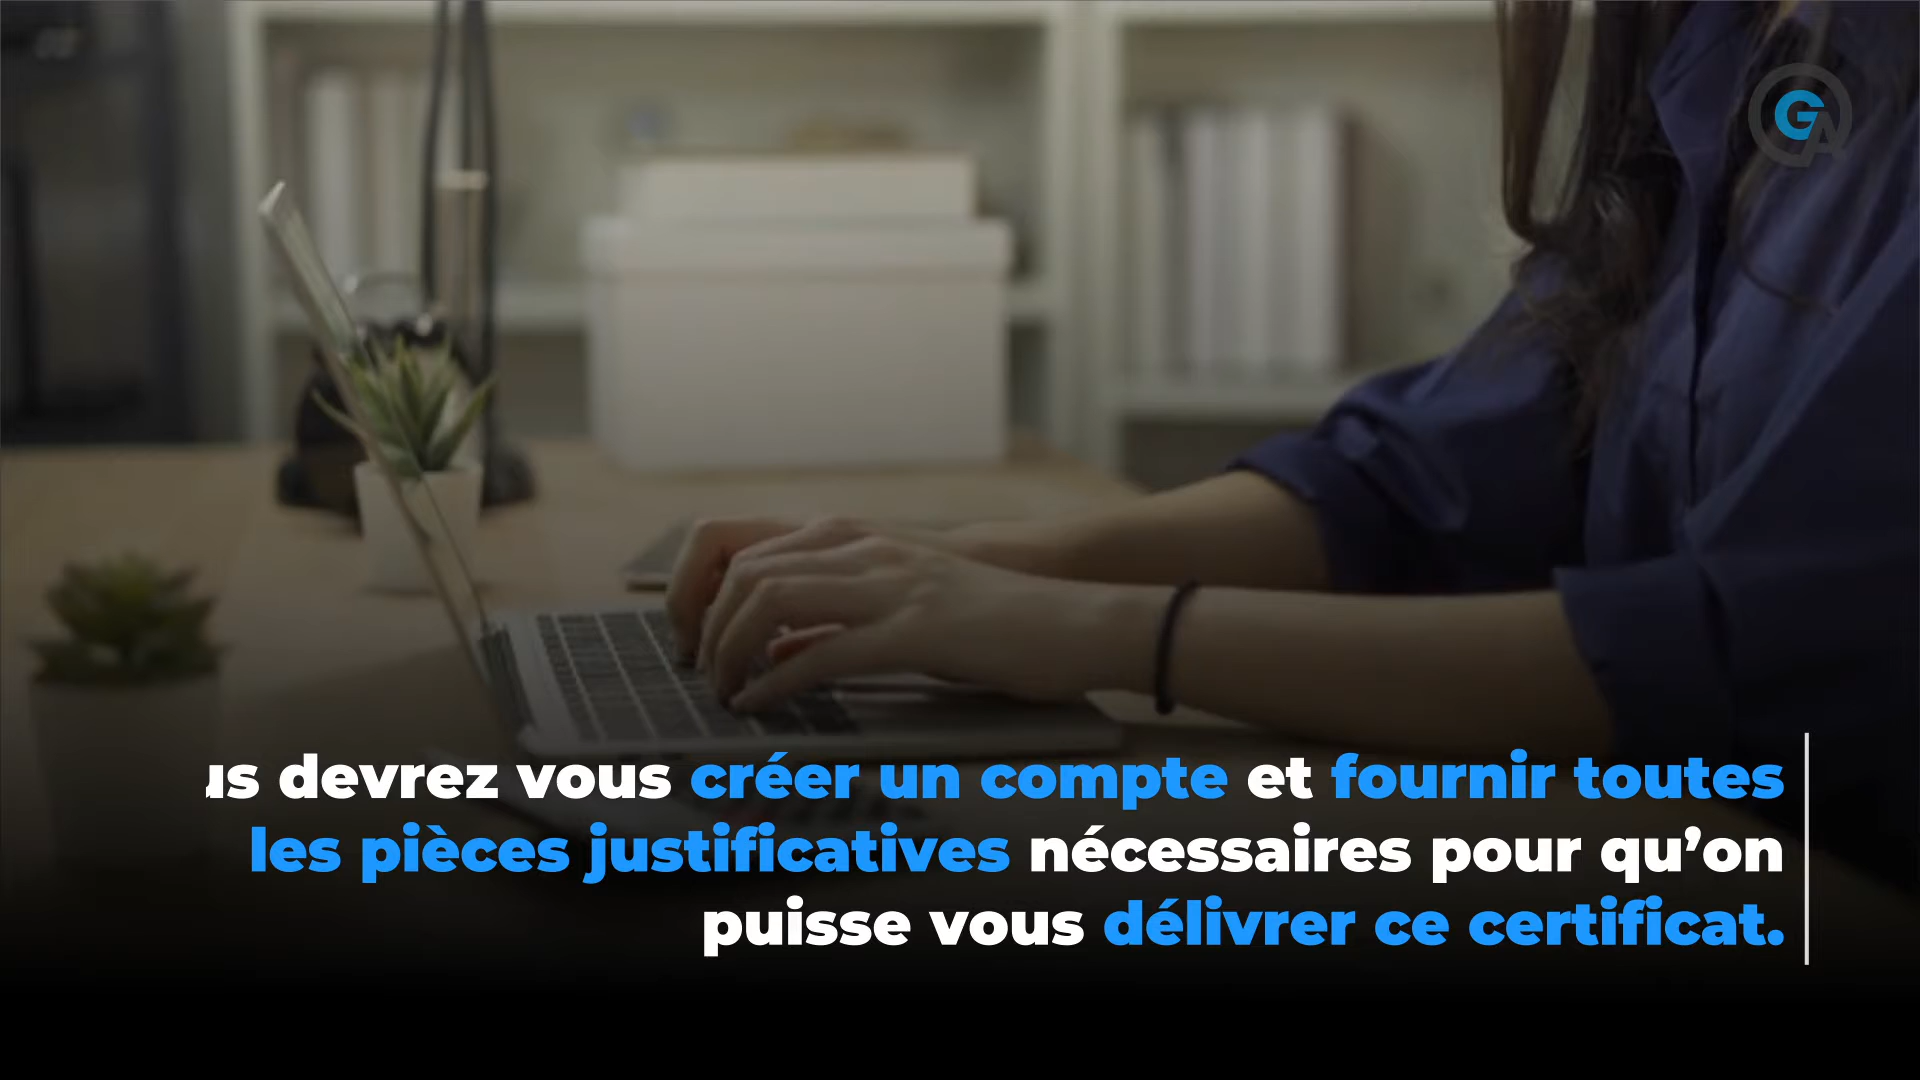 devrez vous créer un compte et fournir toutes
les pièces justificatives nécessaires pour qu’on
puisse vous délivrer ce certificat.